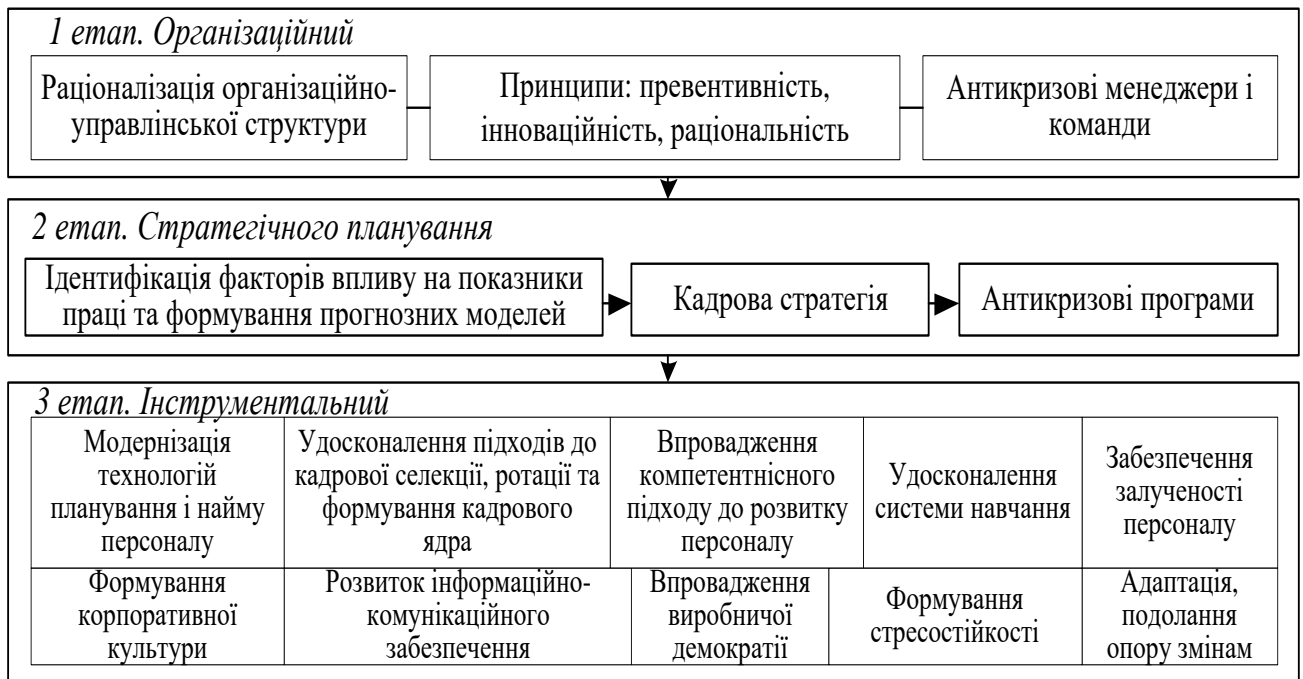 1 етап. Організаційний
Раціоналізація організаційно-
управлінської структури
Принципи: превентивність,
інноваційність, раціональність
Антикризові менеджери і
команди
2 етап. Стратегічного планування
Ідентифікація факторів впливу на показники
праці та формування прогнозних моделей
Кадрова стратегія
Антикризові програми
3 етап. Інструментальний
Модернізація
технологій
планування і найму
персоналу
Удосконалення підходів до
кадрової селекції, ротації та
формування кадрового
ядра
Впровадження
компетентнісного
підходу до розвитку
персоналу
Удосконалення
системи навчання
Забезпечення
залученості
персоналу
Формування
корпоративної
культури
Розвиток інформаційно-
комунікаційного
забезпечення
Впровадження
виробничої
демократії
Формування
стресостійкості
Адаптація,
подолання
опору змінам